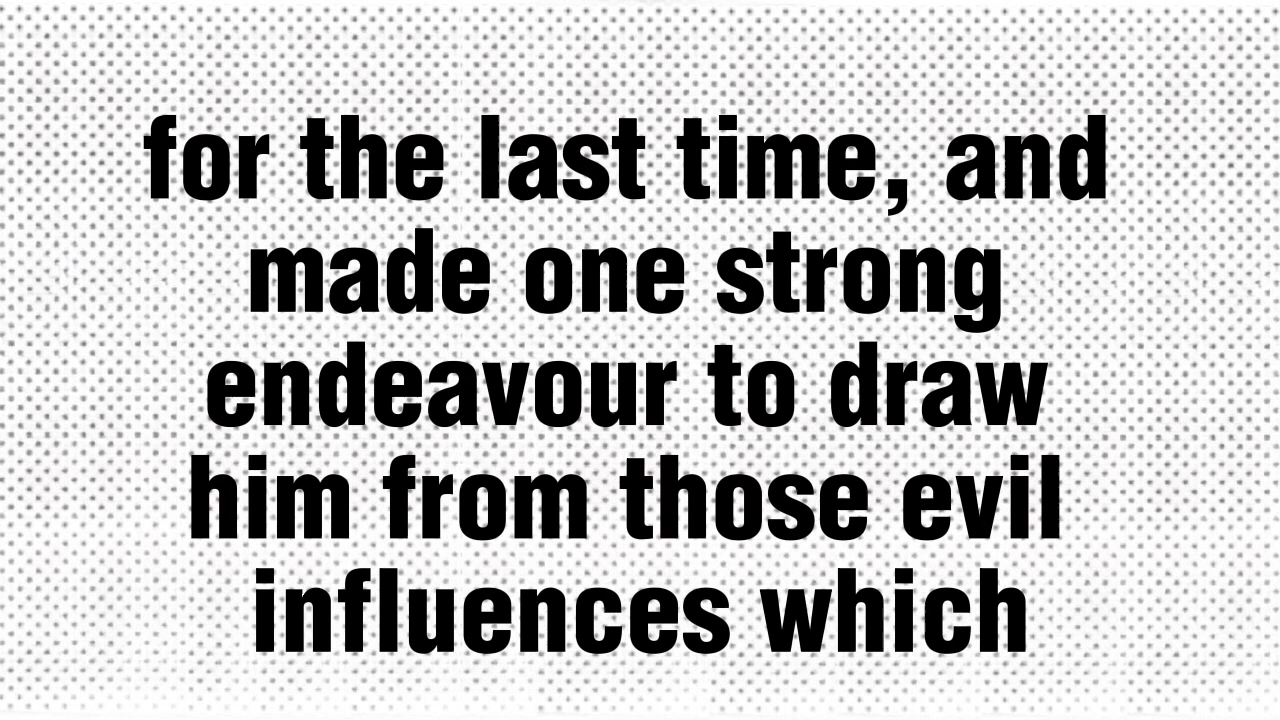 for the last time, and
made one strong
endeavour to draw
him from those evil
influences which